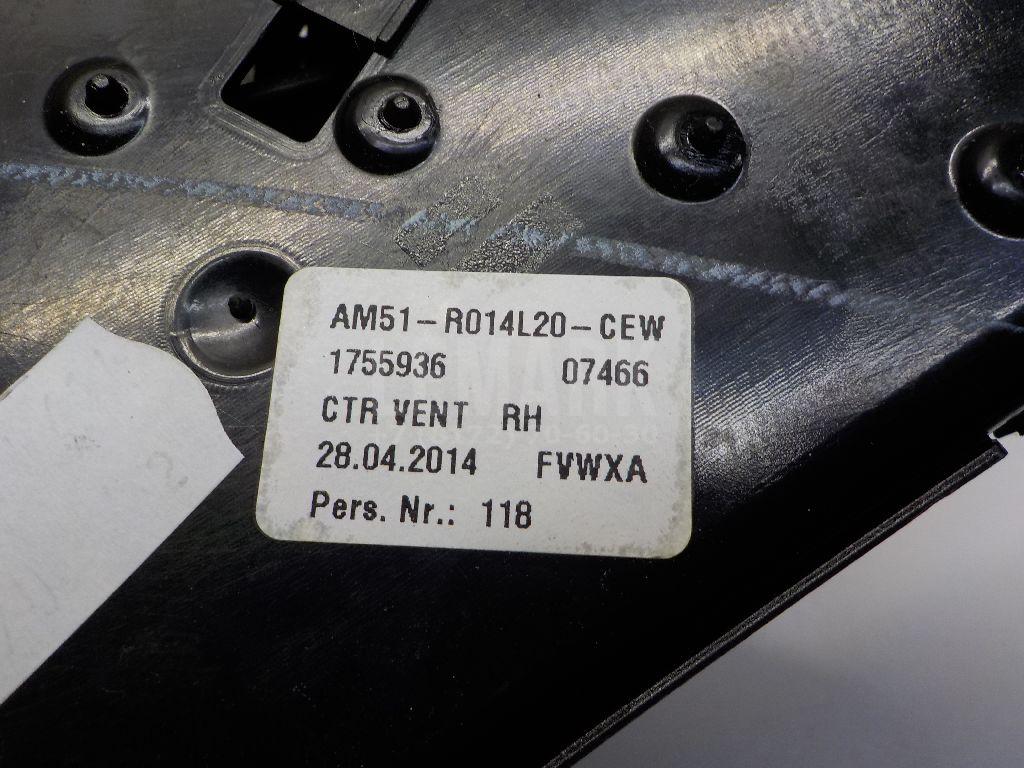 AM51-R014L20-CEW
1755936 07466
CTR VENT RH
28.04.2014 FVWXA
Pers. Nr.: 118